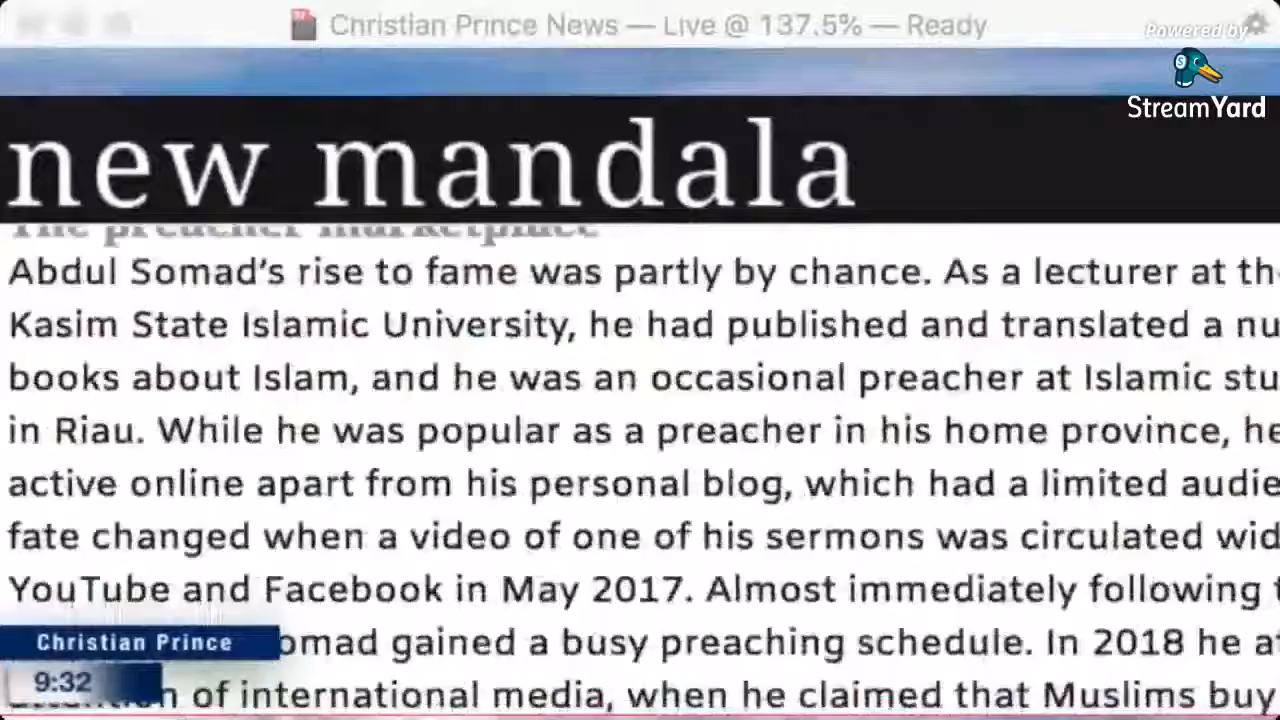 Christian Prince News — Live @ 137.5% — Ready
Powered by
StreamYard
new mandala
The preacher marketplace
Abdul Somad's rise to fame was partly by chance. As a lecturer at th
Kasim State Islamic University, he had published and translated a nu
books about Islam, and he was an occasional preacher at Islamic stu
in Riau. While he was popular as a preacher in his home province, he
active online apart from his personal blog, which had a limited audie
fate changed when a video of one of his sermons was circulated wid
YouTube and Facebook in May 2017. Almost immediately following t
omad gained a busy preaching schedule. In 2018 he a
Christian Prince
n of international media, when he claimed that Muslims buy
9:32